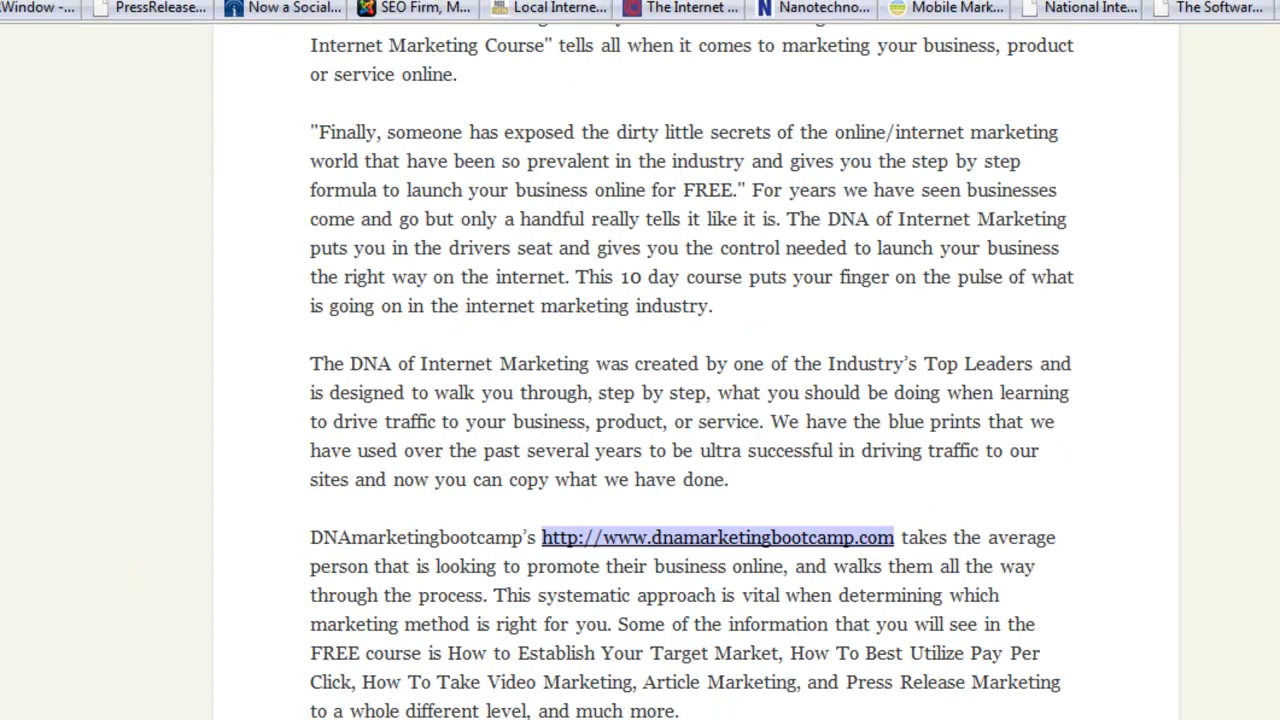 Window -... PressRelease... Now a Social... SEO Firm, M... Local Interne... The Internet ... Nanotechno... Mobile Mark... National Inte... The Softwar...
Internet Marketing Course" tells all when it comes to marketing your business, product
or service online.
"Finally, someone has exposed the dirty little secrets of the online/internet marketing
world that have been so prevalent in the industry and gives you the step by step
formula to launch your business online for FREE." For years we have seen businesses
come and go but only a handful really tells it like it is. The DNA of Internet Marketing
puts you in the drivers seat and gives you the control needed to launch your business
the right way on the internet. This 10 day course puts your finger on the pulse of what
is going on in the internet marketing industry.
The DNA of Internet Marketing was created by one of the Industry’s Top Leaders and
is designed to walk you through, step by step, what you should be doing when learning
to drive traffic to your business, product, or service. We have the blue prints that we
have used over the past several years to be ultra successful in driving traffic to our
sites and now you can copy what we have done.
DNAmarketingbootcamp’s http://www.dnamarketingbootcamp.com takes the average
person that is looking to promote their business online, and walks them all the way
through the process. This systematic approach is vital when determining which
marketing method is right for you. Some of the information that you will see in the
FREE course is How to Establish Your Target Market, How To Best Utilize Pay Per
Click, How To Take Video Marketing, Article Marketing, and Press Release Marketing
to a whole different level, and much more.